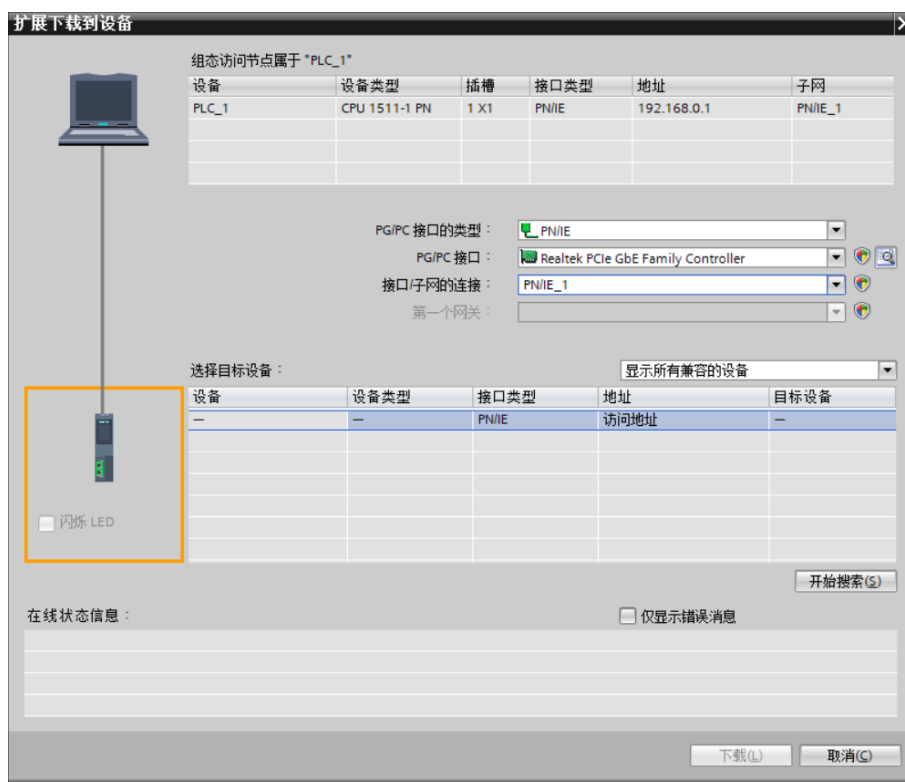 扩展下载到设备
组态访问节点属于 "PLC_1"
设备 设备类型 插槽 接口类型 地址 子网
PLC_1 CPU 1511-1 PN 1 X1 PN/IE 192.168.0.1 PN/IE_1
PG/PC 接口的类型： PN/IE
PG/PC 接口： Realtek PCIe GbE Family Controller
接口/子网的连接： PN/IE_1
第一个网关：
选择目标设备： 显示所有兼容的设备
设备 设备类型 接口类型 地址 目标设备
— — PN/IE 访问地址 —
闪烁 LED
开始搜索(S)
在线状态信息： 仅显示错误消息
下载(L) 取消(C)